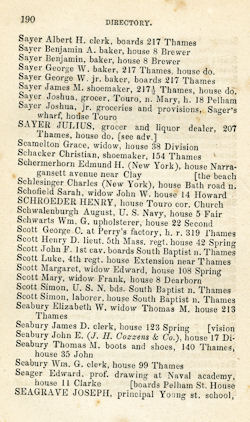 190 DIRECTORY.
Sayer Albert H. clerk, boards 217 Thames
Sayer Benjamin A. baker, house 8 Brewer
Sayer Benjamin, baker, house 8 Brewer
Sayer George W. baker, 217 Thames, house do.
Sayer George W. jr. baker, boards 217 Thames
Sayer James M. shoemaker, 217½ Thames, house do.
Sayer Joshua, grocer, Touro, n. Mary, h. 18 Pelham
Sayer Joshua, jr. groceries and provisions, Sager's
wharf, house Touro
SAYER JULIUS, grocer and liquor dealer, 207
Thames, house do. [see adv.]
Scamelton Grace, widow, house 38 Division
Schacker Christian, shoemaker, 154 Thames
Schermerhorn Edmund H. (New York), house Narra-
gansett avenue near Clay [the beach
Schlesinger Charles (New York), house Bath road n.
Schofield Sarah, widow John W. house 14 Howard
SCHROEDER HENRY, house Touro cor. Church
Schwalenburgh August, U. S. Navy, house 5 Fair
Schwarts Wm. G. upholsterer, house 22 Second
Scott George C. at Perry's factory, h. r. 319 Thames
Scott Henry D. lieut. 5th Mass. regt. house 42 Spring
Scott John F. 1st cav. boards South Baptist n. Thames
Scott Luke, 4th regt. house Extension near Thames
Scott Margaret, widow Edward, house 108 Spring
Scott Mary, widow Frank, house 8 Dearborn
Scott Simon, U. S. N. bds. South Baptist n. Thames
Scott Simon, laborer, house South Baptist n. Thames
Seabury Elizabeth W. widow Thomas M. house 213
Thames
Seabury James D. clerk, house 123 Spring [vision
Seabury John E. (J. H. Cozzens & Co.), house 17 Di-
Seabury Thomas M. boots and shoes, 140 Thames,
house 35 John
Seabury Wm. G. clerk, house 99 Thames
Seager Edward, prof. drawing at Naval academy,
house 11 Clarke [boards Pelham St. House
SEAGRAVE JOSEPH, principal Young st. school,